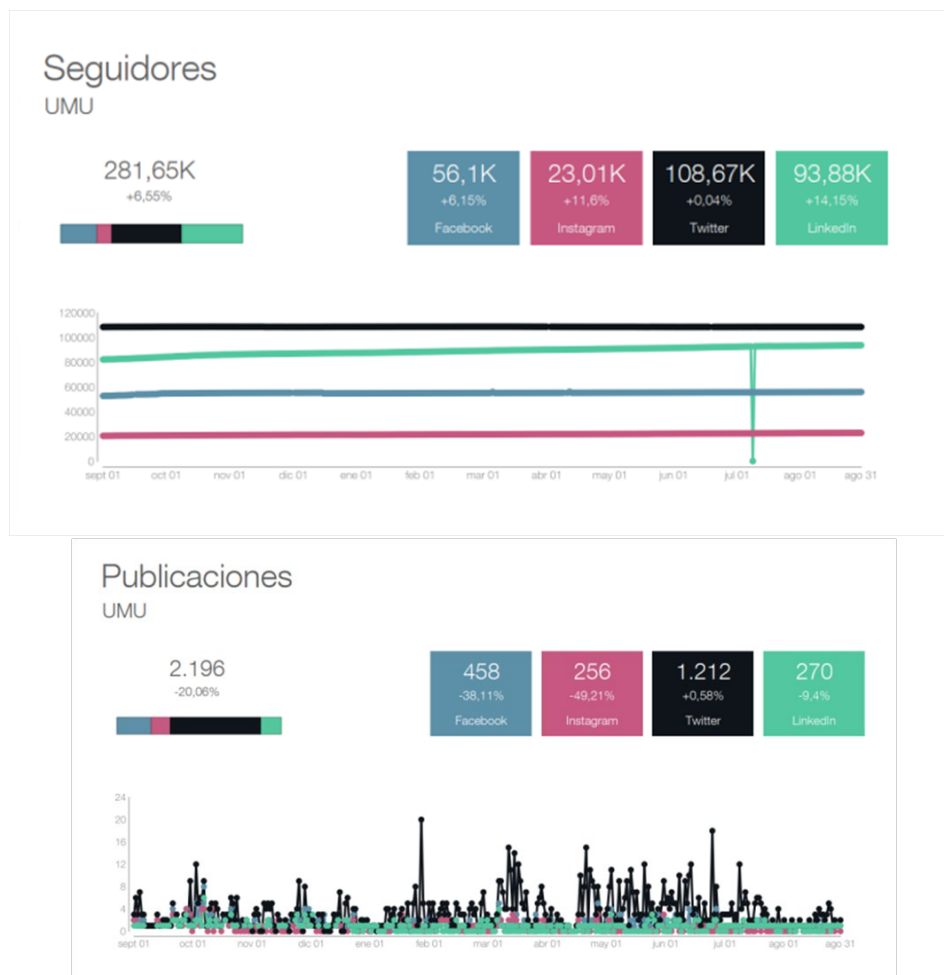 Seguidores
UMU
281,65K
+6,55%
56,1K
+6,15%
Facebook
23,01K
+11,6%
Instagram
108,67K
+0,04%
Twitter
93,88K
+14,15%
LinkedIn
120000
100000
80000
60000
40000
20000
0
sept 01 oct 01 nov 01 dic 01 ene 01 feb 01 mar 01 abr 01 may 01 jun 01 jul 01 ago 01 ago 31
Publicaciones
UMU
2.196
-20,06%
458
-38,11%
Facebook
256
-49,21%
Instagram
1.212
+0,58%
Twitter
270
-9,4%
LinkedIn
24
20
16
12
8
4
0
sept 01 oct 01 nov 01 dic 01 ene 01 feb 01 mar 01 abr 01 may 01 jun 01 jul 01 ago 01 ago 31